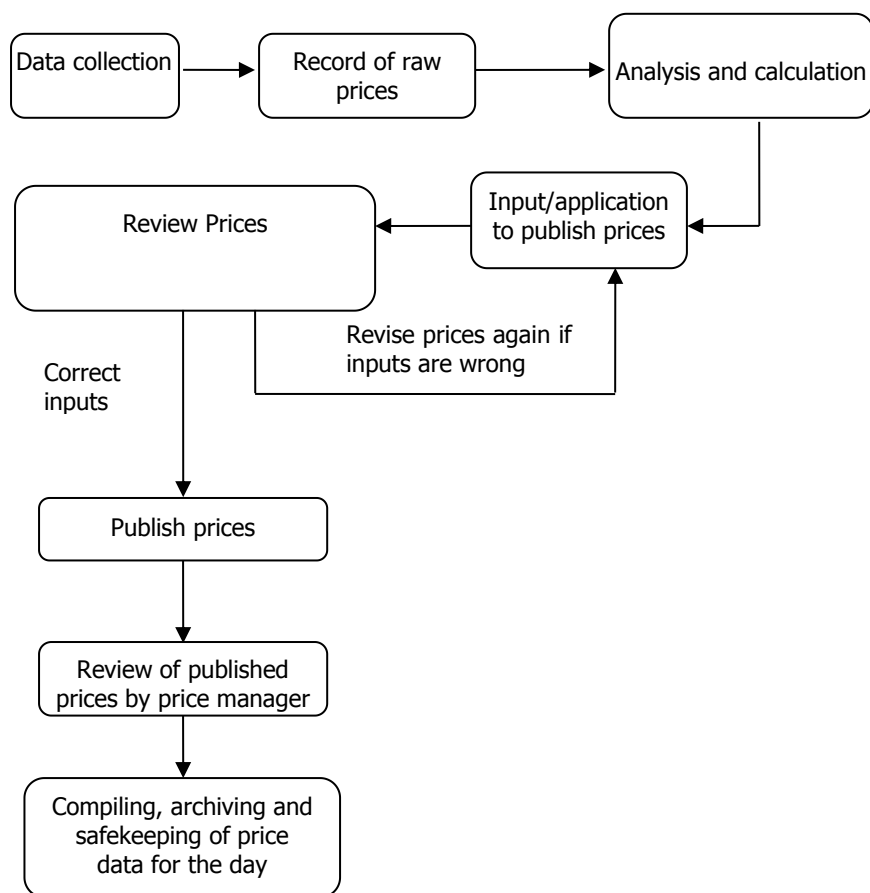 Data collection
Record of raw
prices
Analysis and calculation
Input/application
to publish prices
Review Prices
Revise prices again if
inputs are wrong
Correct
inputs
Publish prices
Review of published
prices by price manager
Compiling, archiving and
safekeeping of price
data for the day